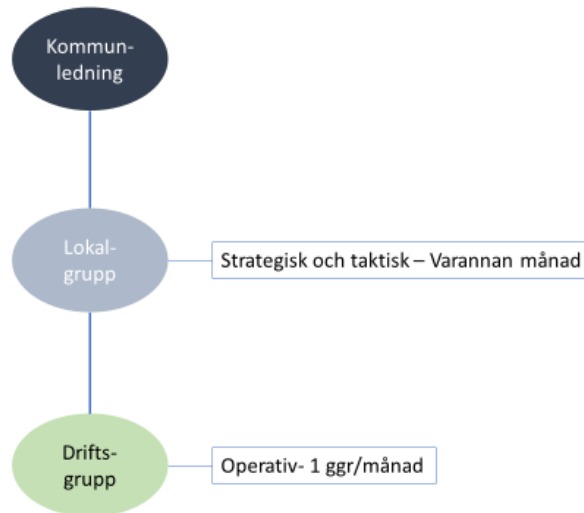 Kommun-
ledning
Lokal-
grupp
Strategisk och taktisk – Varannan månad
Drifts-
grupp
Operativ- 1 ggr/månad